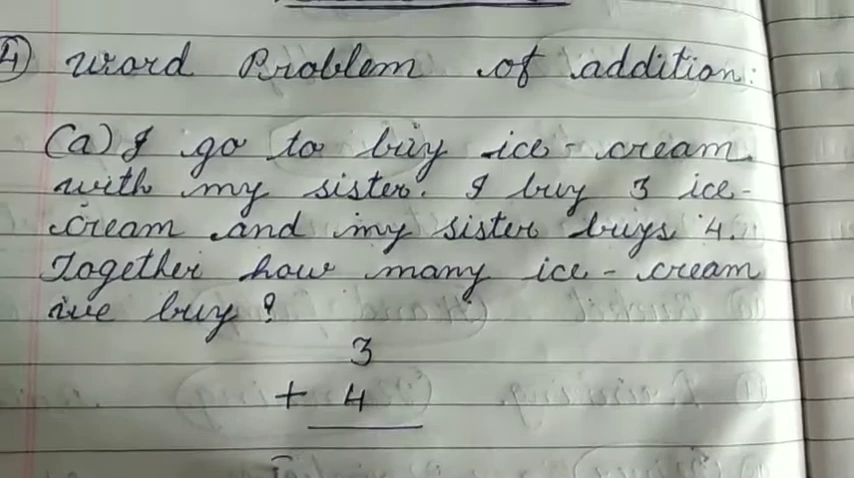 4) Word Problem of addition:
(a) I go to buy ice-cream
with my sister. I buy 3 ice-
cream and my sister buys 4.
Together how many ice-cream
we buy?
3
+ 4